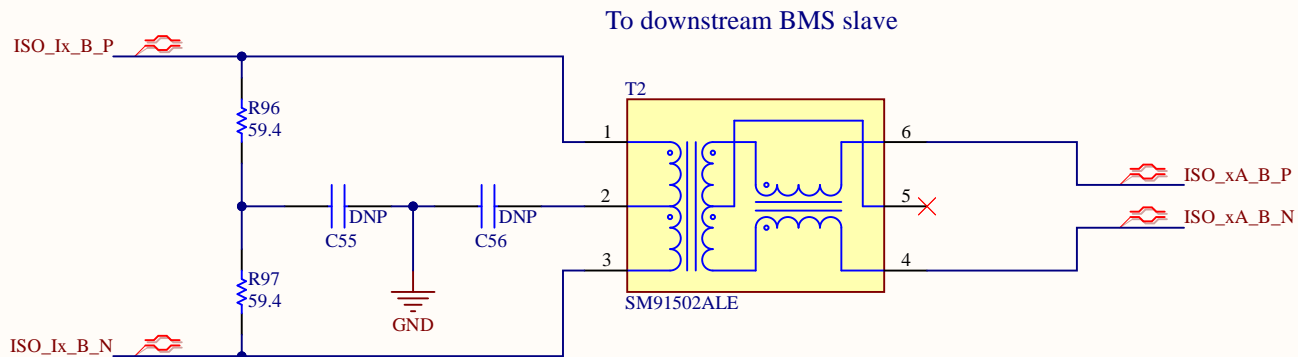 To downstream BMS slave
ISO_Ix_B_P
T2
R96
59.4
1
6
ISO_xA_B_P
DNP
DNP
2
5
C55
C56
ISO_xA_B_N
R97
59.4
3
4
GND
SM91502ALE
ISO_Ix_B_N